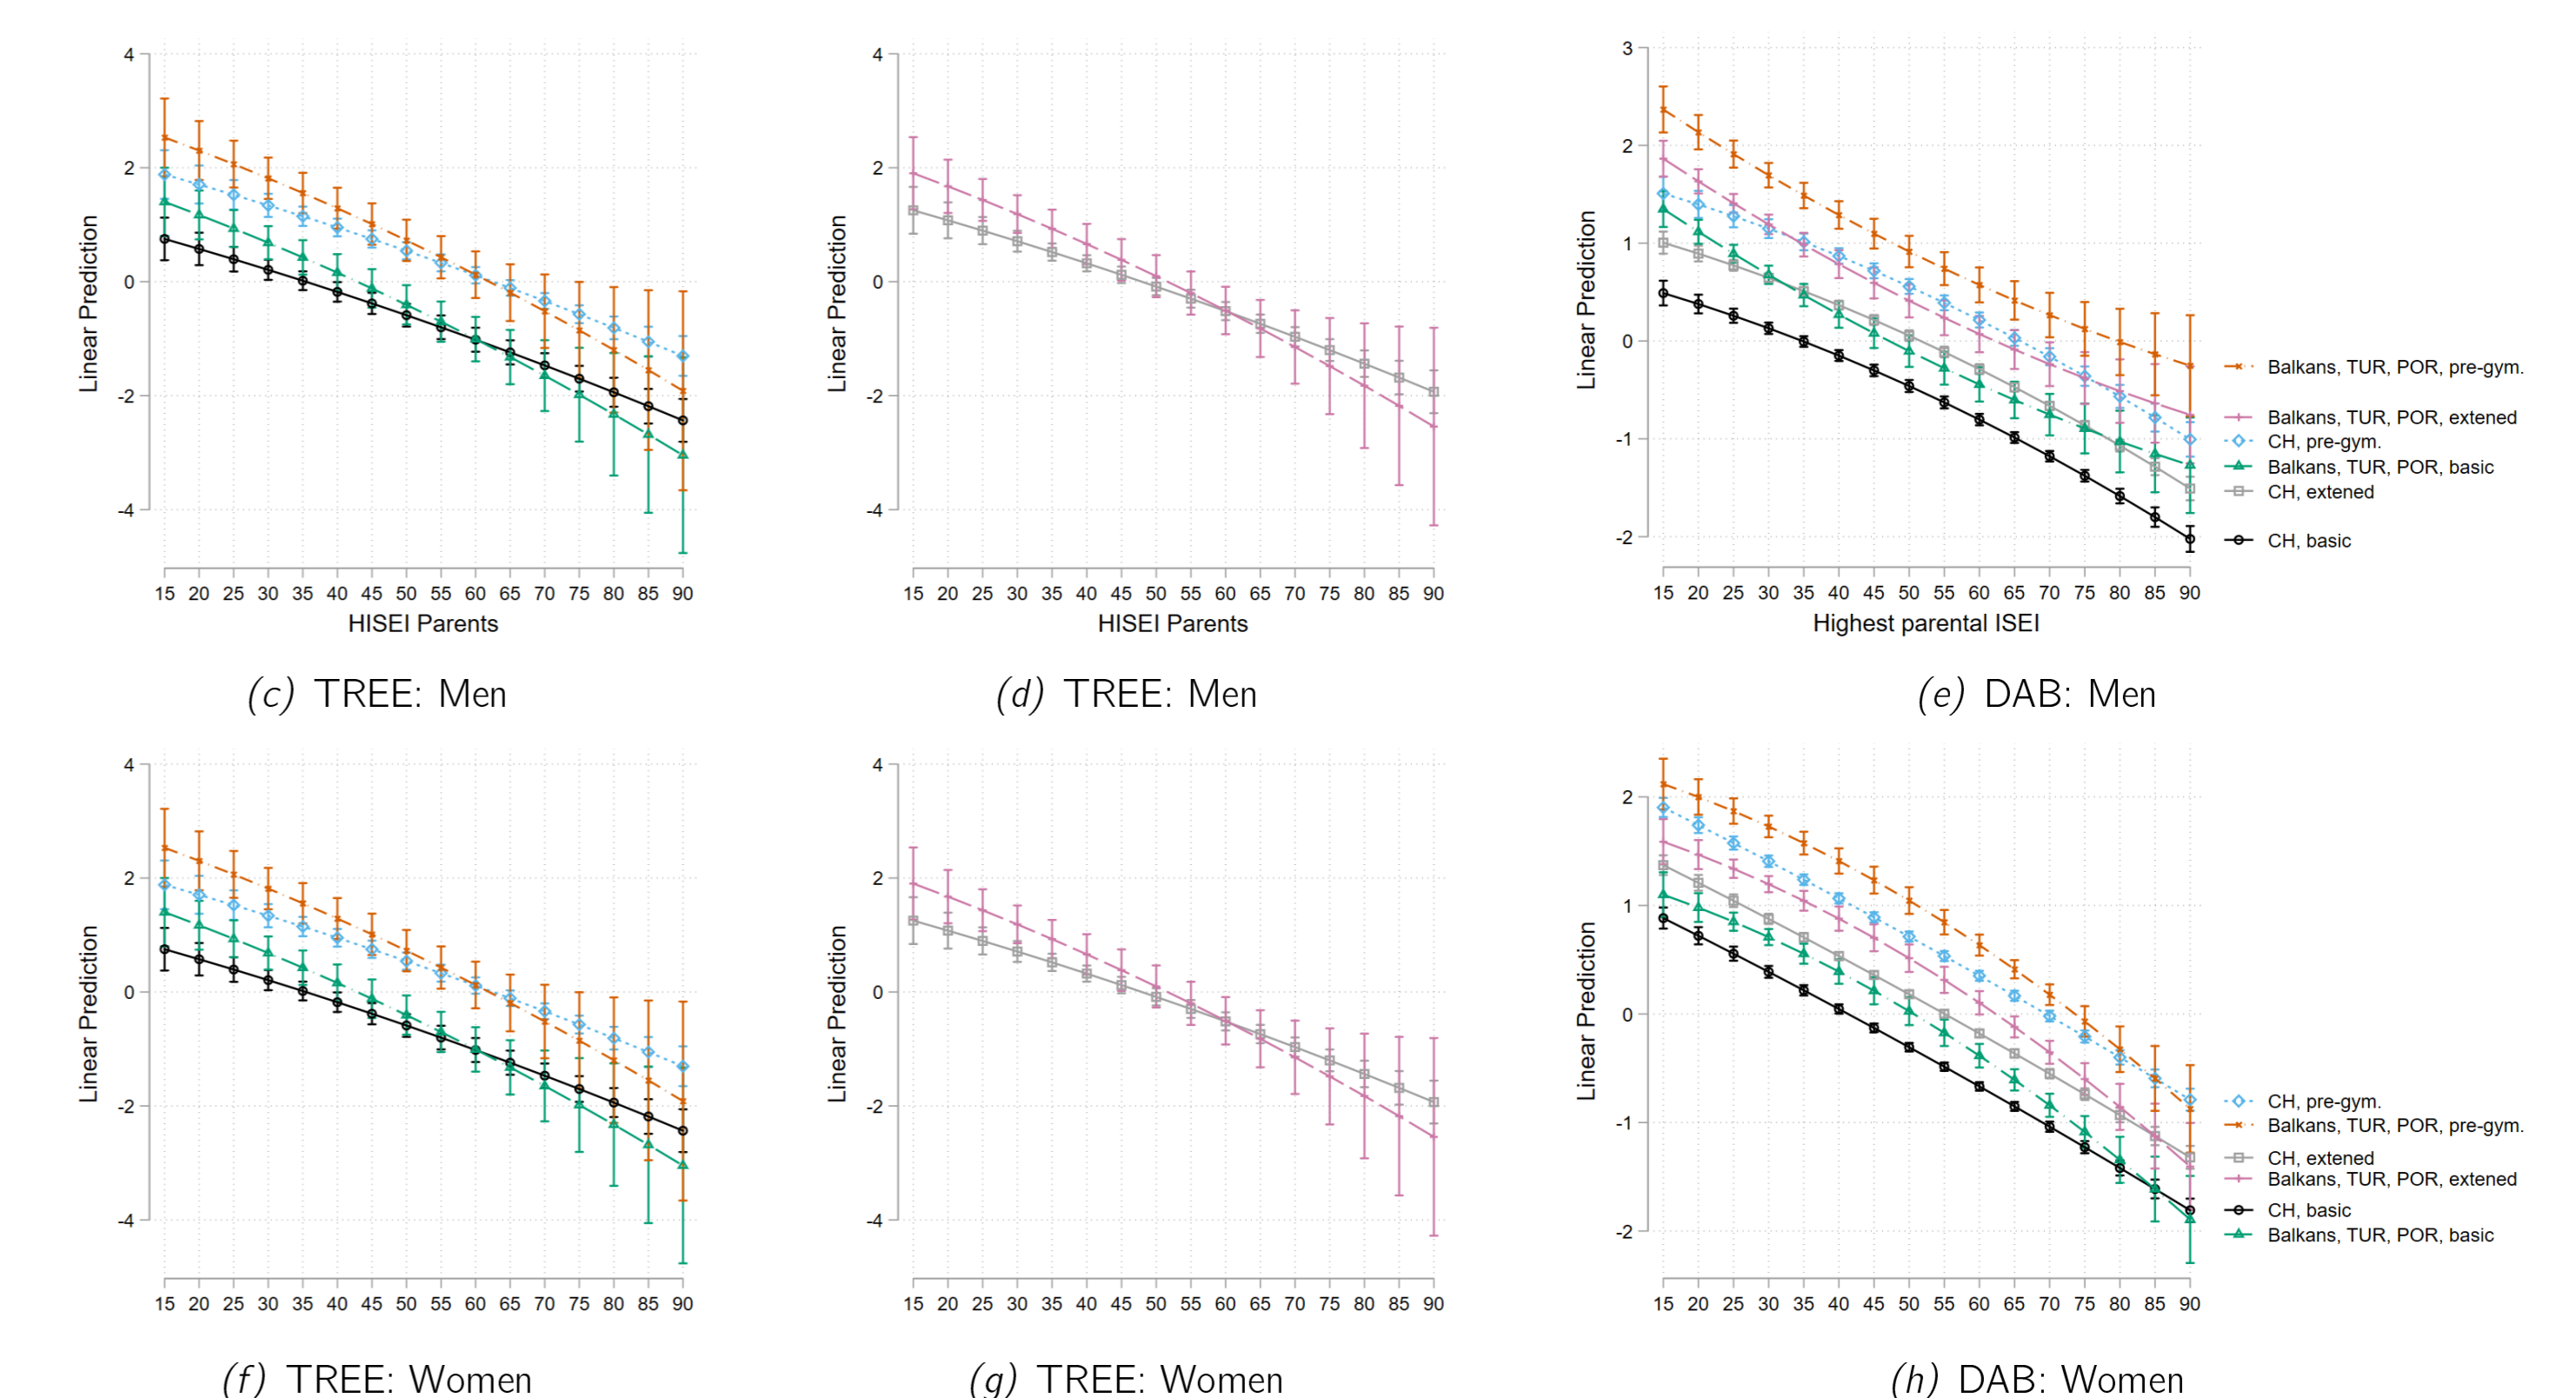 4
2
0
-2
-4
Linear Prediction
15 20 25 30 35 40 45 50 55 60 65 70 75 80 85 90
HISEI Parents
(c) TREE: Men
4
2
0
-2
-4
Linear Prediction
15 20 25 30 35 40 45 50 55 60 65 70 75 80 85 90
HISEI Parents
(d) TREE: Men
3
2
1
0
-1
-2
Linear Prediction
15 20 25 30 35 40 45 50 55 60 65 70 75 80 85 90
Highest parental ISEI
Balkans, TUR, POR, pre-gym.
Balkans, TUR, POR, extened
CH, pre-gym.
Balkans, TUR, POR, basic
CH, extened
CH, basic
(e) DAB: Men
4
2
0
-2
-4
Linear Prediction
15 20 25 30 35 40 45 50 55 60 65 70 75 80 85 90
(f) TREE: Women
4
2
0
-2
-4
Linear Prediction
15 20 25 30 35 40 45 50 55 60 65 70 75 80 85 90
(g) TREE: Women
2
1
0
-1
-2
Linear Prediction
15 20 25 30 35 40 45 50 55 60 65 70 75 80 85 90
CH, pre-gym.
Balkans, TUR, POR, pre-gym.
CH, extened
Balkans, TUR, POR, extened
CH, basic
Balkans, TUR, POR, basic
(h) DAB: Women